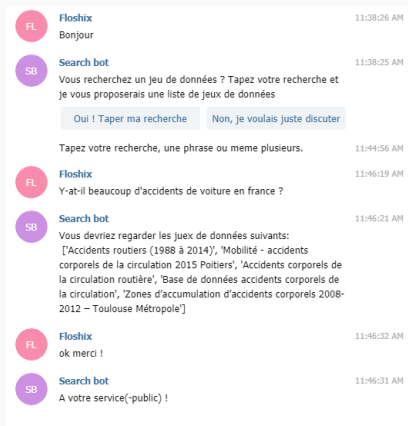 FL
Floshix
11:38:26 AM
Bonjour
SB
Search bot
11:38:25 AM
Vous recherchez un jeu de données ? Tapez votre recherche et
je vous proposerais une liste de jeux de données
Oui ! Taper ma recherche
Non, je voulais juste discuter
Tapez votre recherche, une phrase ou meme plusieurs.
11:44:56 AM
FL
Floshix
11:46:19 AM
Y-at-il beaucoup d'accidents de voiture en france ?
SB
Search bot
11:46:21 AM
Vous devriez regarder les juex de données suivants:
['Accidents routiers (1988 à 2014)', 'Mobilité - accidents
corporels de la circulation 2015 Poitiers', 'Accidents corporels de
la circulation routière', 'Base de données accidents corporels de
la circulation', 'Zones d’accumulation d’accidents corporels 2008-
2012 – Toulouse Métropole']
FL
Floshix
11:46:32 AM
ok merci !
SB
Search bot
11:46:31 AM
A votre service(-public) !